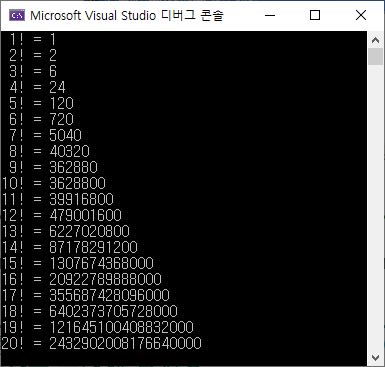 Microsoft Visual Studio 디버그 콘솔
1! = 1
2! = 2
3! = 6
4! = 24
5! = 120
6! = 720
7! = 5040
8! = 40320
9! = 362880
10! = 3628800
11! = 39916800
12! = 479001600
13! = 6227020800
14! = 87178291200
15! = 1307674368000
16! = 20922789888000
17! = 355687428096000
18! = 6402373705728000
19! = 121645100408832000
20! = 2432902008176640000